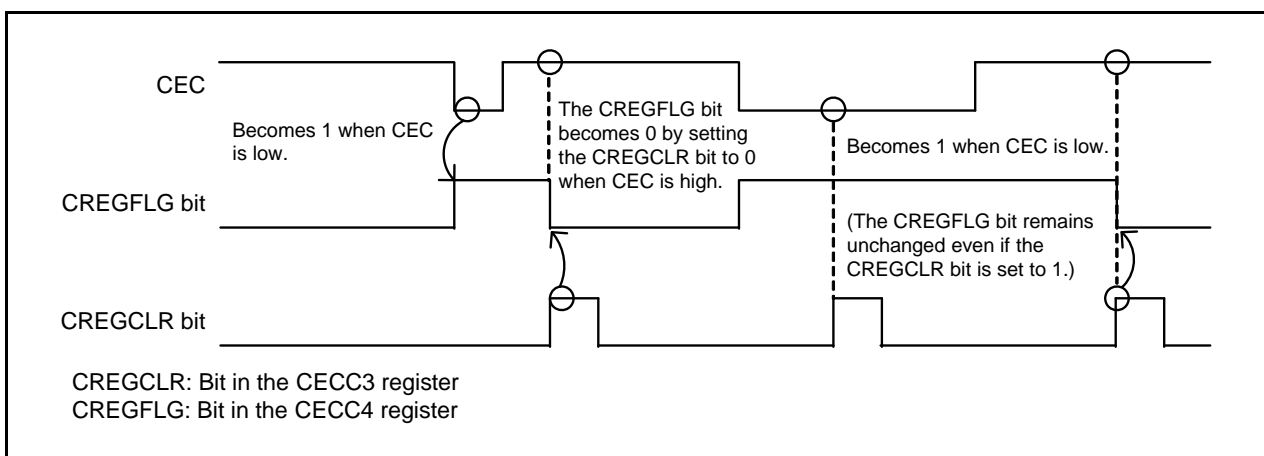 CEC
Becomes 1 when CEC
is low.
The CREGFLG bit
becomes 0 by setting
the CREGCLR bit to 0
when CEC is high.
Becomes 1 when CEC is low.
CREGFLG bit
(The CREGFLG bit remains
unchanged even if the
CREGCLR bit is set to 1.)
CREGCLR bit
CREGCLR: Bit in the CECC3 register
CREGFLG: Bit in the CECC4 register